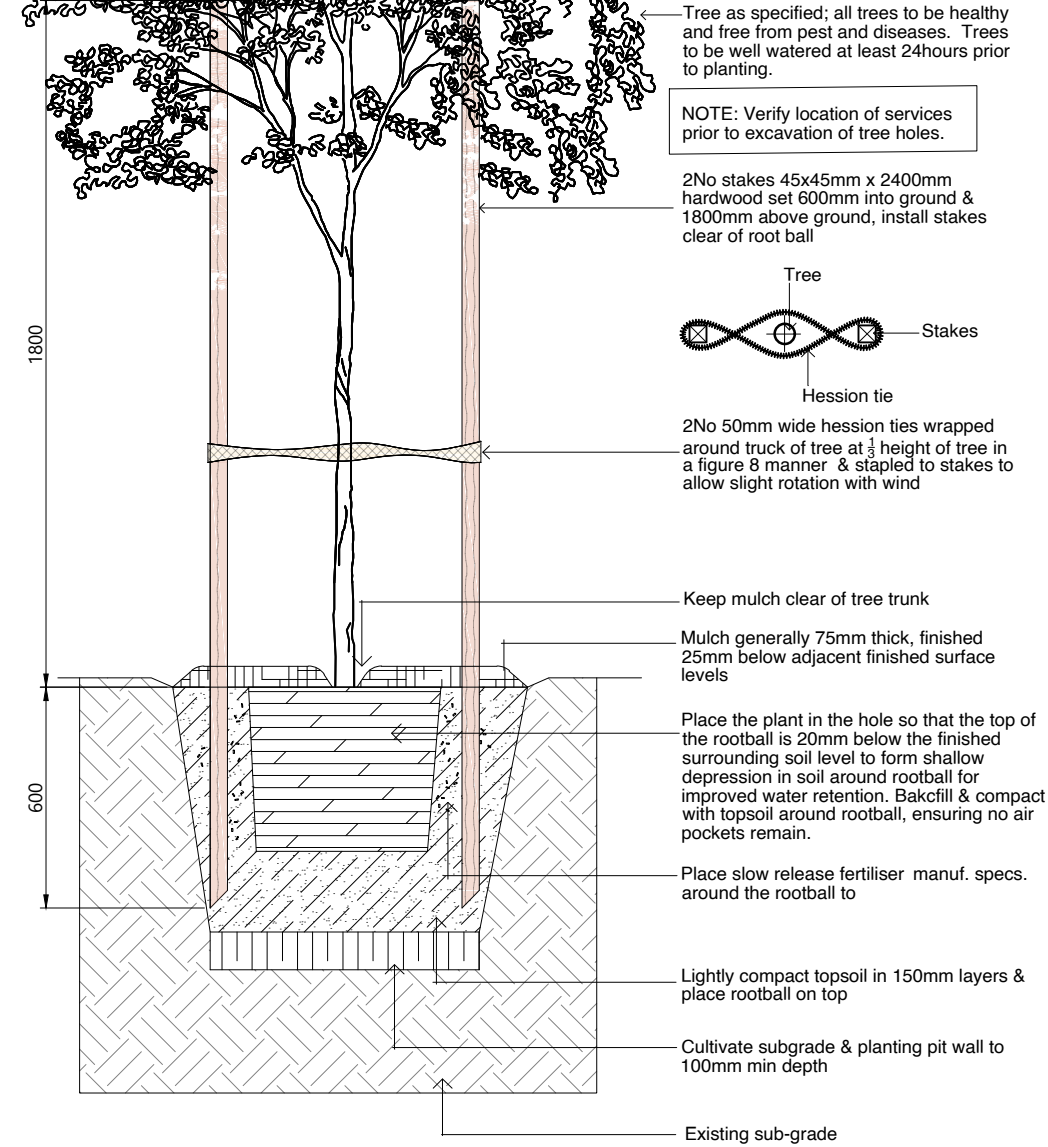 Tree as specified; all trees to be healthy
and free from pest and diseases. Trees
to be well watered at least 24hours prior
to planting.
NOTE: Verify location of services
prior to excavation of tree holes.
2No stakes 45x45mm x 2400mm
hardwood set 600mm into ground &
1800mm above ground, install stakes
clear of root ball
Tree
Stakes
Hession tie
1800
2No 50mm wide hession ties wrapped
around truck of tree at 1/3 height of tree in
a figure 8 manner & stapled to stakes to
allow slight rotation with wind
Keep mulch clear of tree trunk
Mulch generally 75mm thick, finished
25mm below adjacent finished surface
levels
Place the plant in the hole so that the top of
the rootball is 20mm below the finished
surrounding soil level to form shallow
depression in soil around rootball for
improved water retention. Bakcfill & compact
with topsoil around rootball, ensuring no air
pockets remain.
600
Place slow release fertiliser manuf. specs.
around the rootball to
Lightly compact topsoil in 150mm layers &
place rootball on top
Cultivate subgrade & planting pit wall to
100mm min depth
Existing sub-grade